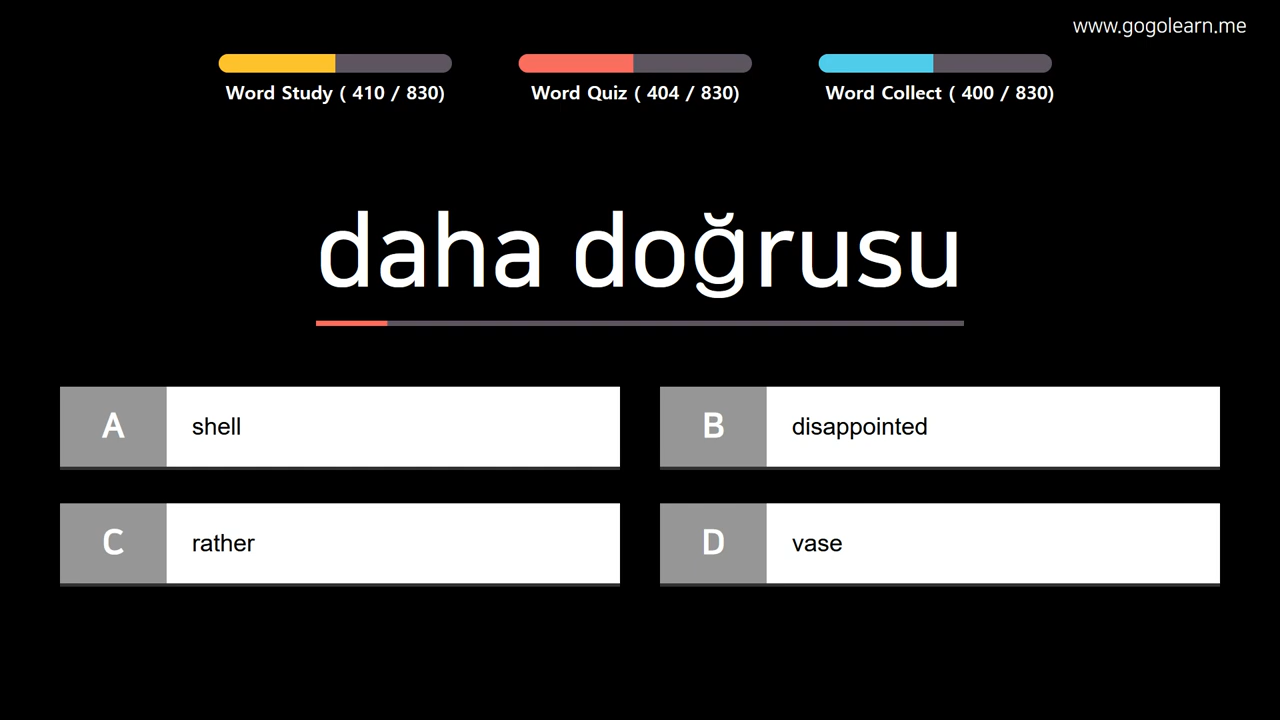 www.gogolearn.me
Word Study ( 410 / 830)
Word Quiz ( 404 / 830)
Word Collect ( 400 / 830)
daha doğrusu
A
shell
B
disappointed
C
rather
D
vase